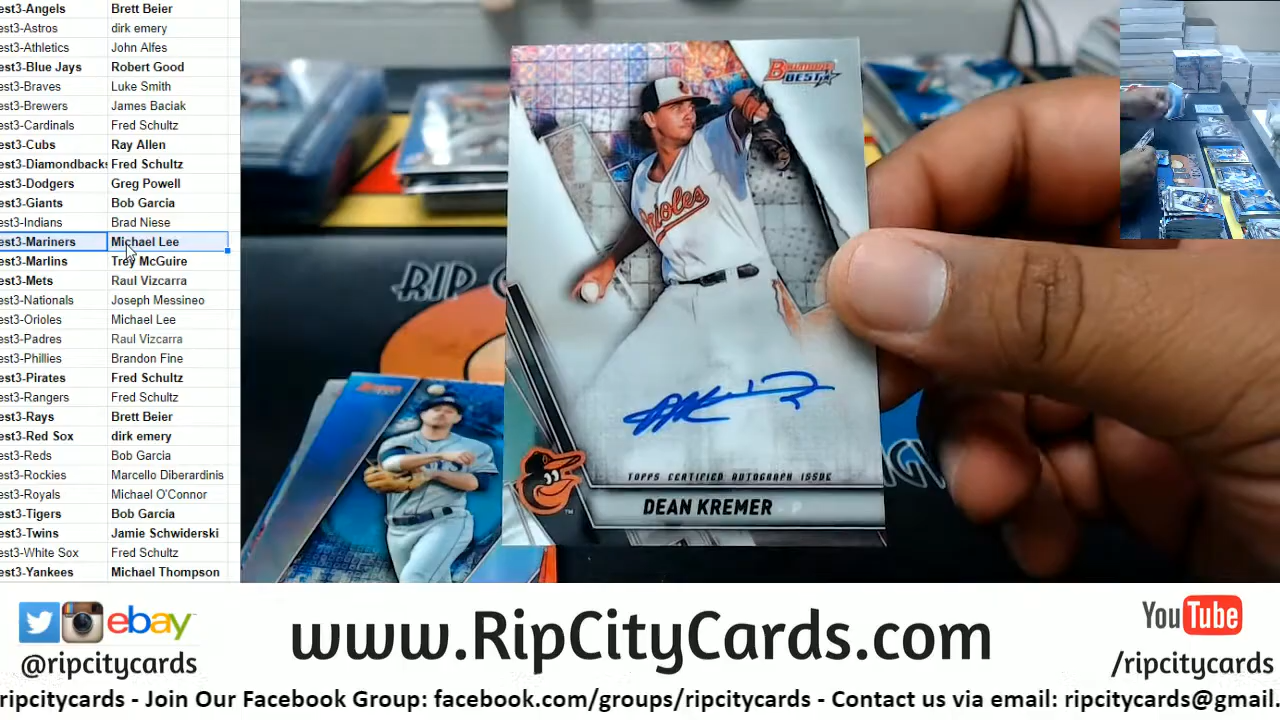 est3-Angels Brett Beier
est3-Astros dirk emery
est3-Athletics John Alfes
est3-Blue Jays Robert Good
est3-Braves Luke Smith
est3-Brewers James Baciak
est3-Cardinals Fred Schultz
est3-Cubs Ray Allen
est3-Diamondbacks Fred Schultz
est3-Dodgers Greg Powell
est3-Giants Bob Garcia
est3-Indians Brad Niese
est3-Mariners Michael Lee
est3-Marlins Trey McGuire
est3-Mets Raul Vizcarra
est3-Nationals Joseph Messineo
est3-Orioles Michael Lee
est3-Padres Raul Vizcarra
est3-Phillies Brandon Fine
est3-Pirates Fred Schultz
est3-Rangers Fred Schultz
est3-Rays Brett Beier
est3-Red Sox dirk emery
est3-Reds Bob Garcia
est3-Rockies Marcello Diberardinis
est3-Royals Michael O'Connor
est3-Tigers Bob Garcia
est3-Twins Jamie Schwiderski
est3-White Sox Fred Schultz
est3-Yankees Michael Thompson
BOWMAN'S
BEST
Orioles
TOPPS CERTIFIED AUTOGRAPH ISSUE
DEAN KREMER
RIP
ebay
@ripcitycards
www.RipCityCards.com
YouTube
/ripcitycards
ripcitycards - Join Our Facebook Group: facebook.com/groups/ripcitycards - Contact us via email: ripcitycards@gmail.